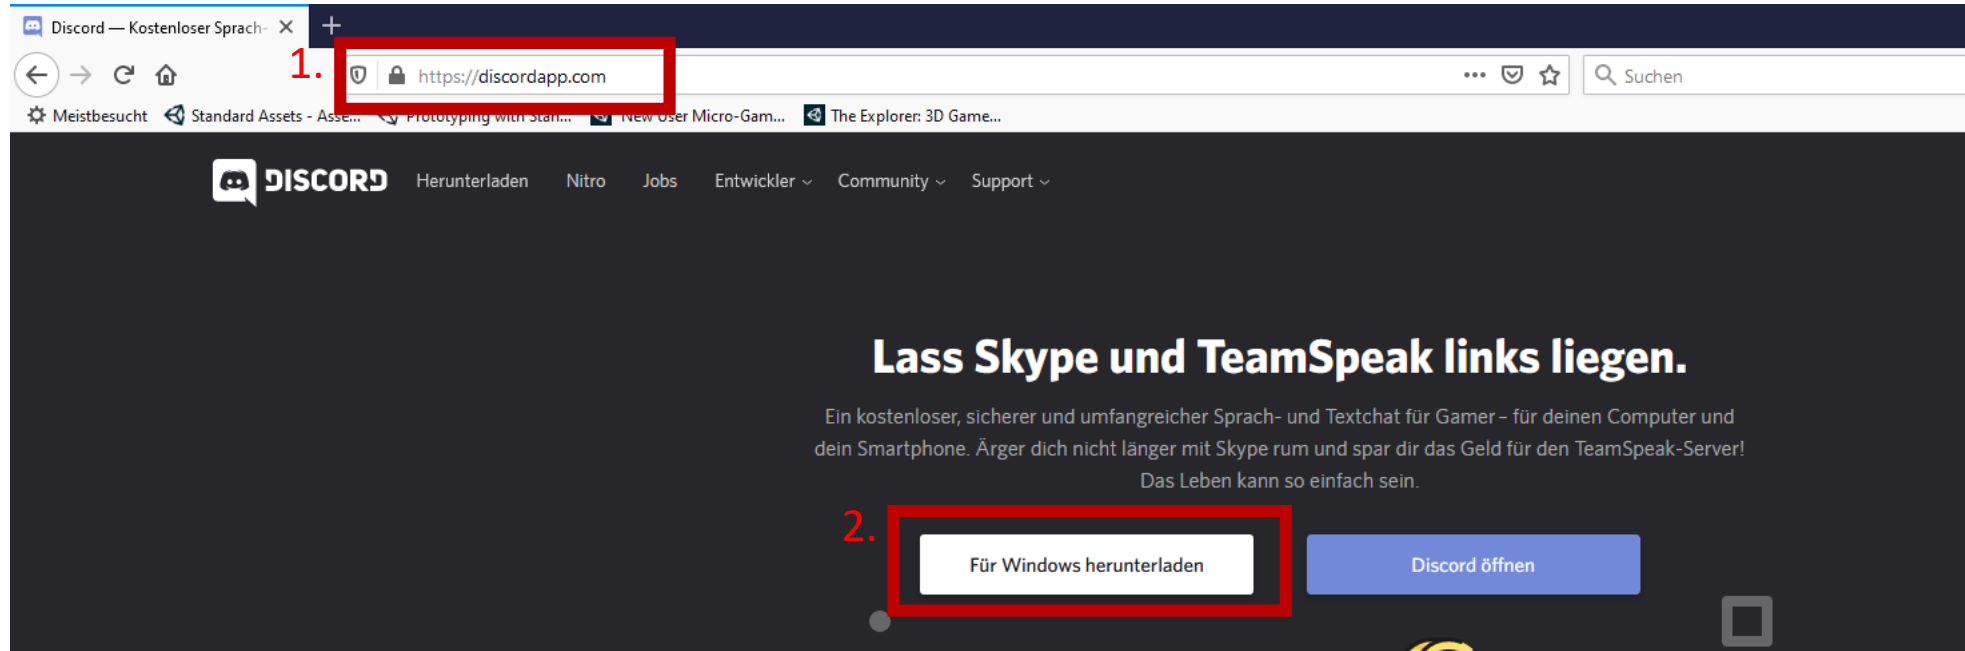 Discord — Kostenloser Sprach-
1.
https://discordapp.com
Suchen
Meistbesucht Standard Assets - Asse... Prototyping with Stan... New User Micro-Gam... The Explorer: 3D Game...
DISCORD Herunterladen Nitro Jobs Entwickler Community Support
Lass Skype und TeamSpeak links liegen.
Ein kostenloser, sicherer und umfangreicher Sprach- und Textchat für Gamer – für deinen Computer und
dein Smartphone. Ärger dich nicht länger mit Skype rum und spar dir das Geld für den TeamSpeak-Server!
Das Leben kann so einfach sein.
2.
Für Windows herunterladen
Discord öffnen